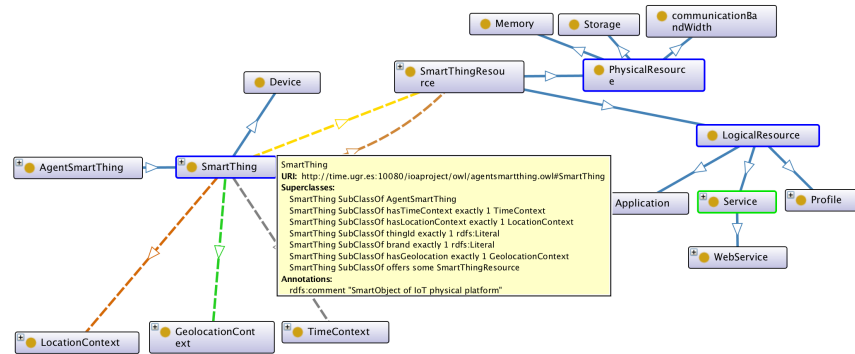 communicationBa
ndWidth
Memory
Storage
SmartThingResou
rce
PhysicalResourc
e
Device
LogicalResource
AgentSmartThing
SmartThing
SmartThing
URI: http://time.ugr.es:10080/ioaproject/owl/agentsmartthing.owl#SmartThing
Superclasses:
SmartThing SubClassOf AgentSmartThing
SmartThing SubClassOf hasTimeContext exactly 1 TimeContext
SmartThing SubClassOf hasLocationContext exactly 1 LocationContext
SmartThing SubClassOf thingId exactly 1 rdfs:Literal
SmartThing SubClassOf brand exactly 1 rdfs:Literal
SmartThing SubClassOf hasGeolocation exactly 1 GeolocationContext
SmartThing SubClassOf offers some SmartThingResource
Annotations:
rdfs:comment "SmartObject of IoT physical platform"
Application
Service
Profile
WebService
LocationContext
GeolocationCont
ext
TimeContext